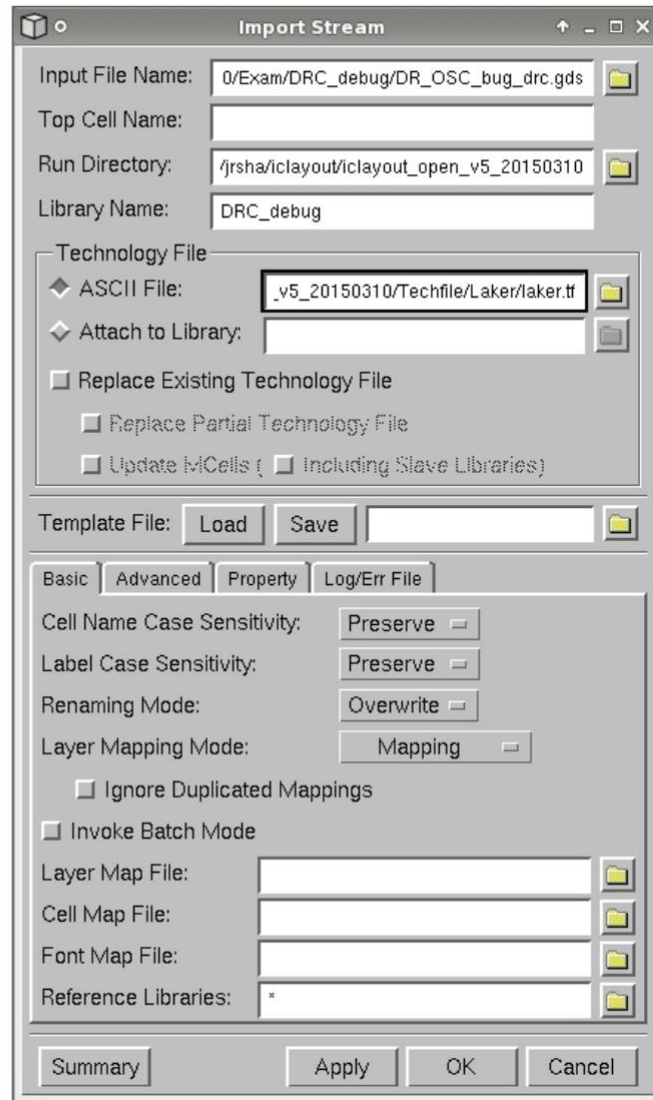 Import Stream
Input File Name: 0/Exam/DRC_debug/DR_OSC_bug_drc.gds
Top Cell Name:
Run Directory: /jrsha/iclayout/iclayout_open_v5_20150310
Library Name: DRC_debug
Technology File
ASCII File: _v5_20150310/Techfile/Laker/laker.tf
Attach to Library:
Replace Existing Technology File
Replace Partial Technology File
Update MCells ( Including Slave Libraries)
Template File: Load Save
Basic Advanced Property Log/Err File
Cell Name Case Sensitivity: Preserve
Label Case Sensitivity: Preserve
Renaming Mode: Overwrite
Layer Mapping Mode: Mapping
Ignore Duplicated Mappings
Invoke Batch Mode
Layer Map File:
Cell Map File:
Font Map File:
Reference Libraries: *
Summary Apply OK Cancel